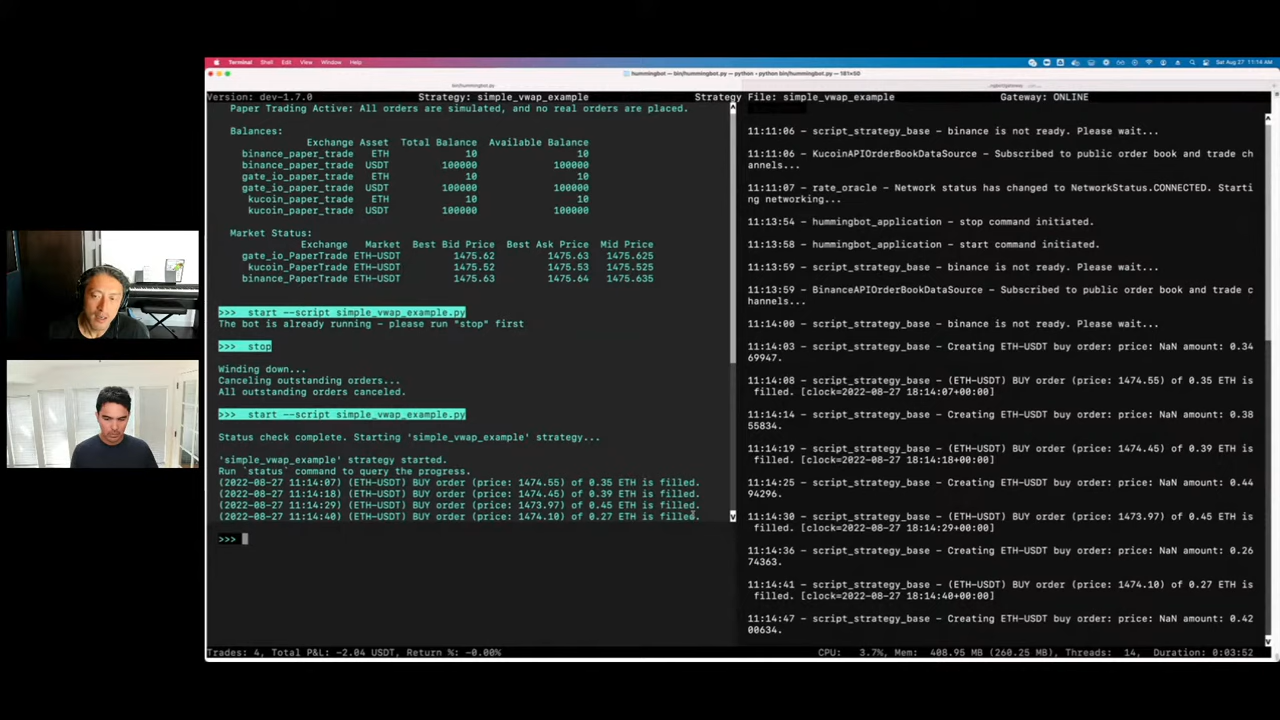 Terminal Shell Edit View Window Help
Sat Aug 27 11:14 AM
hummingbot — bin/hummingbot.py — python • python bin/hummingbot.py — 181×50
bin/hummingbot.py
Version: dev-1.7.0 Strategy: simple_vwap_example Strategy File: simple_vwap_example Gateway: ONLINE
Paper Trading Active: All orders are simulated, and no real orders are placed.
Balances:
Exchange Asset Total Balance Available Balance
binance_paper_trade ETH 10 10
binance_paper_trade USDT 100000 100000
gate_io_paper_trade ETH 10 10
gate_io_paper_trade USDT 100000 100000
kucoin_paper_trade ETH 10 10
kucoin_paper_trade USDT 100000 100000
Market Status:
Exchange Market Best Bid Price Best Ask Price Mid Price
gate_io_PaperTrade ETH-USDT 1475.62 1475.63 1475.625
kucoin_PaperTrade ETH-USDT 1475.52 1475.53 1475.525
binance_PaperTrade ETH-USDT 1475.63 1475.64 1475.635
>>> start --script simple_vwap_example.py
The bot is already running - please run "stop" first
>>> stop
Winding down...
Canceling outstanding orders...
All outstanding orders canceled.
>>> start --script simple_vwap_example.py
Status check complete. Starting 'simple_vwap_example' strategy...
'simple_vwap_example' strategy started.
Run `status` command to query the progress.
(2022-08-27 11:14:07) (ETH-USDT) BUY order (price: 1474.55) of 0.35 ETH is filled.
(2022-08-27 11:14:18) (ETH-USDT) BUY order (price: 1474.45) of 0.39 ETH is filled.
(2022-08-27 11:14:29) (ETH-USDT) BUY order (price: 1473.97) of 0.45 ETH is filled.
(2022-08-27 11:14:40) (ETH-USDT) BUY order (price: 1474.10) of 0.27 ETH is filled.
>>>
11:11:06 - script_strategy_base - binance is not ready. Please wait...
11:11:06 - KucoinAPIOrderBookDataSource - Subscribed to public order book and trade ch
annels...
11:11:07 - rate_oracle - Network status has changed to NetworkStatus.CONNECTED. Starti
ng networking...
11:13:54 - hummingbot_application - stop command initiated.
11:13:58 - hummingbot_application - start command initiated.
11:13:59 - script_strategy_base - binance is not ready. Please wait...
11:13:59 - BinanceAPIOrderBookDataSource - Subscribed to public order book and trade c
hannels...
11:14:00 - script_strategy_base - binance is not ready. Please wait...
11:14:03 - script_strategy_base - Creating ETH-USDT buy order: price: NaN amount: 0.34
69947.
11:14:08 - script_strategy_base - (ETH-USDT) BUY order (price: 1474.55) of 0.35 ETH is
filled. [clock=2022-08-27 18:14:07+00:00]
11:14:14 - script_strategy_base - Creating ETH-USDT buy order: price: NaN amount: 0.38
55834.
11:14:19 - script_strategy_base - (ETH-USDT) BUY order (price: 1474.45) of 0.39 ETH is
filled. [clock=2022-08-27 18:14:18+00:00]
11:14:25 - script_strategy_base - Creating ETH-USDT buy order: price: NaN amount: 0.44
94296.
11:14:30 - script_strategy_base - (ETH-USDT) BUY order (price: 1473.97) of 0.45 ETH is
filled. [clock=2022-08-27 18:14:29+00:00]
11:14:36 - script_strategy_base - Creating ETH-USDT buy order: price: NaN amount: 0.26
74363.
11:14:41 - script_strategy_base - (ETH-USDT) BUY order (price: 1474.10) of 0.27 ETH is
filled. [clock=2022-08-27 18:14:40+00:00]
11:14:47 - script_strategy_base - Creating ETH-USDT buy order: price: NaN amount: 0.42
00634.
Trades: 4, Total P&L: -2.04 USDT, Return %: -0.00% CPU: 3.7%, Mem: 408.95 MB (260.25 MB), Threads: 14, Duration: 0:03:52